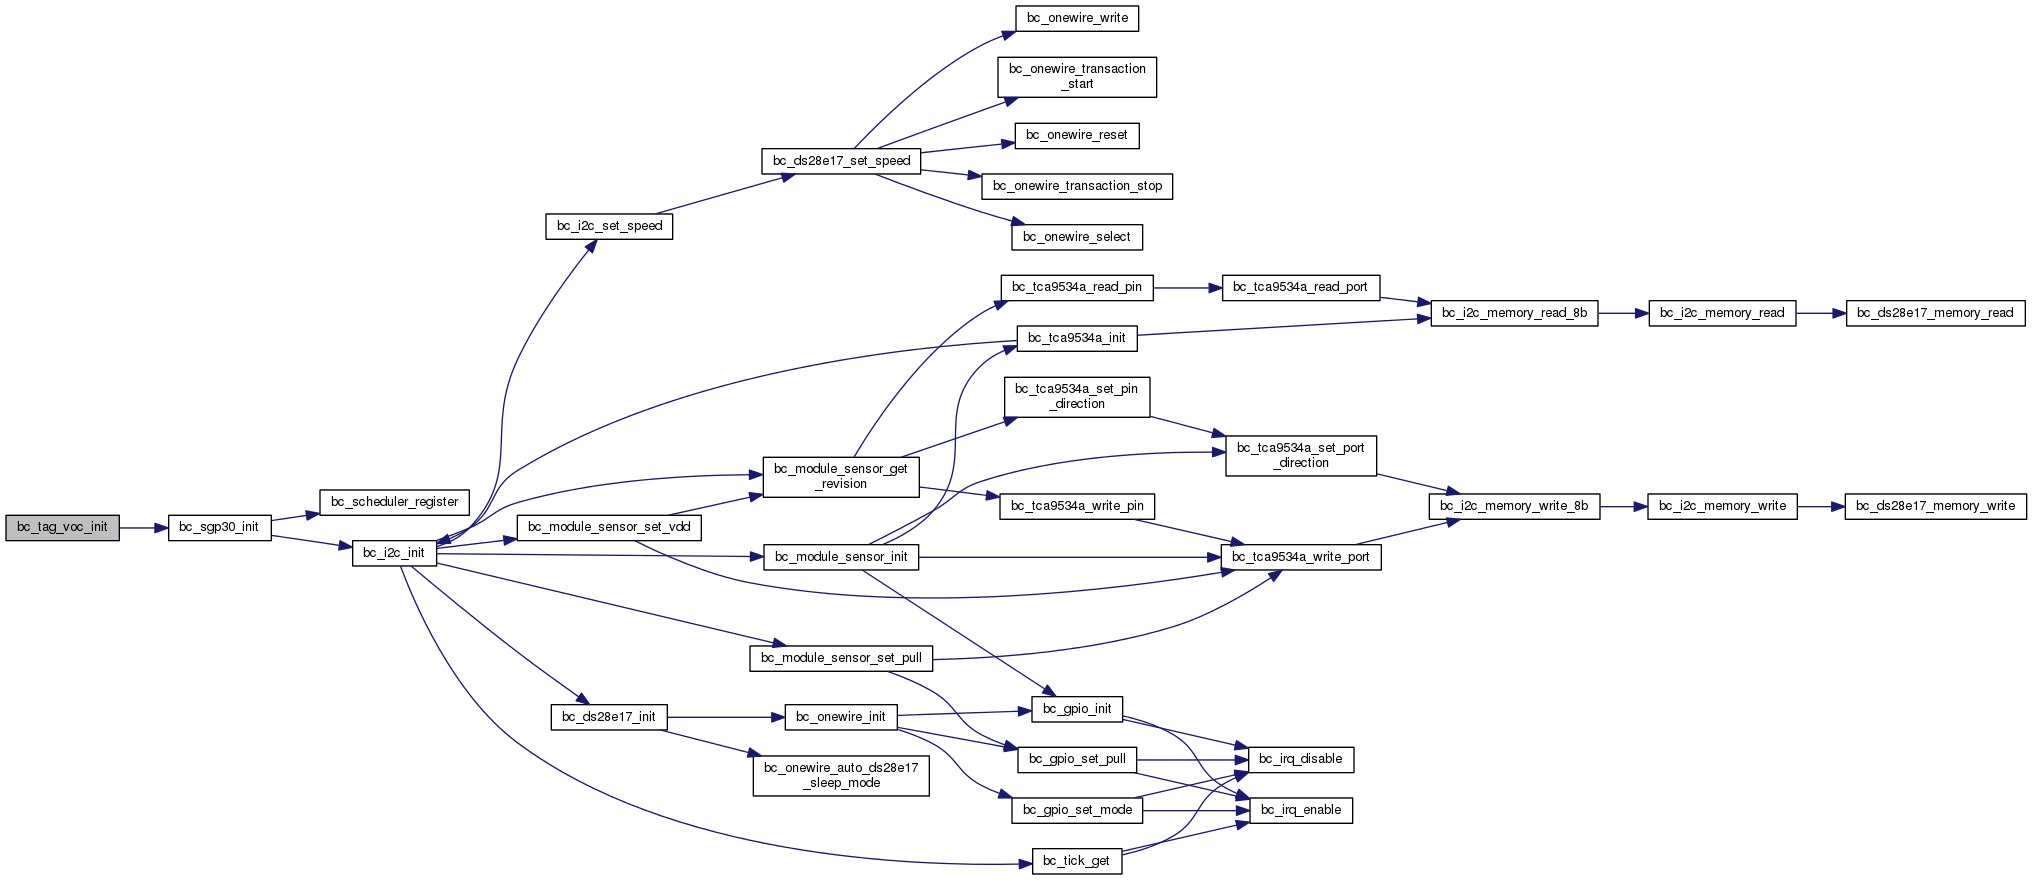 bc_onewire_write
bc_onewire_transaction
_start
bc_onewire_reset
bc_ds28e17_set_speed
bc_onewire_transaction_stop
bc_i2c_set_speed
bc_onewire_select
bc_tca9534a_read_pin
bc_tca9534a_read_port
bc_i2c_memory_read_8b
bc_i2c_memory_read
bc_ds28e17_memory_read
bc_tca9534a_init
bc_tca9534a_set_pin
_direction
bc_tca9534a_set_port
_direction
bc_module_sensor_get
_revision
bc_scheduler_register
bc_tca9534a_write_pin
bc_i2c_memory_write_8b
bc_i2c_memory_write
bc_ds28e17_memory_write
bc_tag_voc_init
bc_sgp30_init
bc_module_sensor_set_vdd
bc_i2c_init
bc_module_sensor_init
bc_tca9534a_write_port
bc_module_sensor_set_pull
bc_ds28e17_init
bc_onewire_init
bc_gpio_init
bc_onewire_auto_ds28e17
_sleep_mode
bc_gpio_set_pull
bc_irq_disable
bc_gpio_set_mode
bc_irq_enable
bc_tick_get